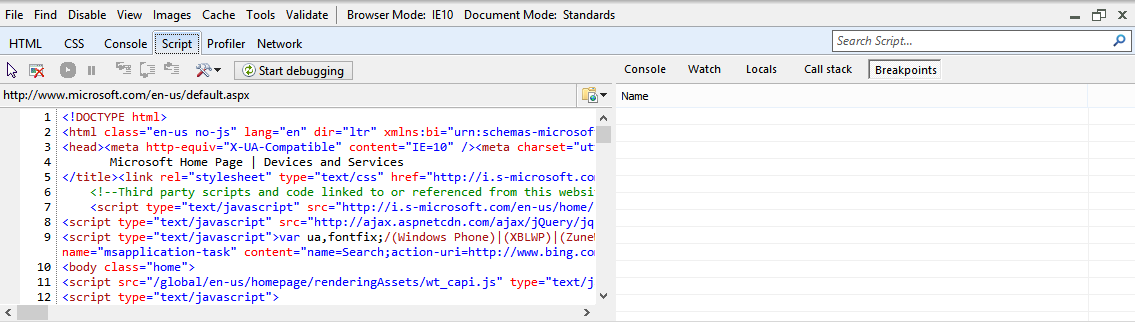 File Find Disable View Images Cache Tools Validate Browser Mode: IE10 Document Mode: Standards
HTML CSS Console Script Profiler Network
Search Script...
Start debugging
Console Watch Locals Call stack Breakpoints
http://www.microsoft.com/en-us/default.aspx
Name
1 <!DOCTYPE html>
2 <html class="en-us no-js" lang="en" dir="ltr" xmlns:bi="urn:schemas-microsof
3 <head><meta http-equiv="X-UA-Compatible" content="IE=10" /><meta charset="ut
4 Microsoft Home Page | Devices and Services
5 </title><link rel="stylesheet" type="text/css" href="http://i.s-microsoft.co
6 <!--Third party scripts and code linked to or referenced from this websi
7 <script type="text/javascript" src="http://i.s-microsoft.com/en-us/home/
8 <script type="text/javascript" src="http://ajax.aspnetcdn.com/ajax/jQuery/jq
9 <script type="text/javascript">var ua,fontfix;/(Windows Phone)|(XBLWP)|(Zune
name="msapplication-task" content="name=Search;action-uri=http://www.bing.co
10 <body class="home">
11 <script src="/global/en-us/homepage/renderingAssets/wt_capi.js" type="text/j
12 <script type="text/javascript">